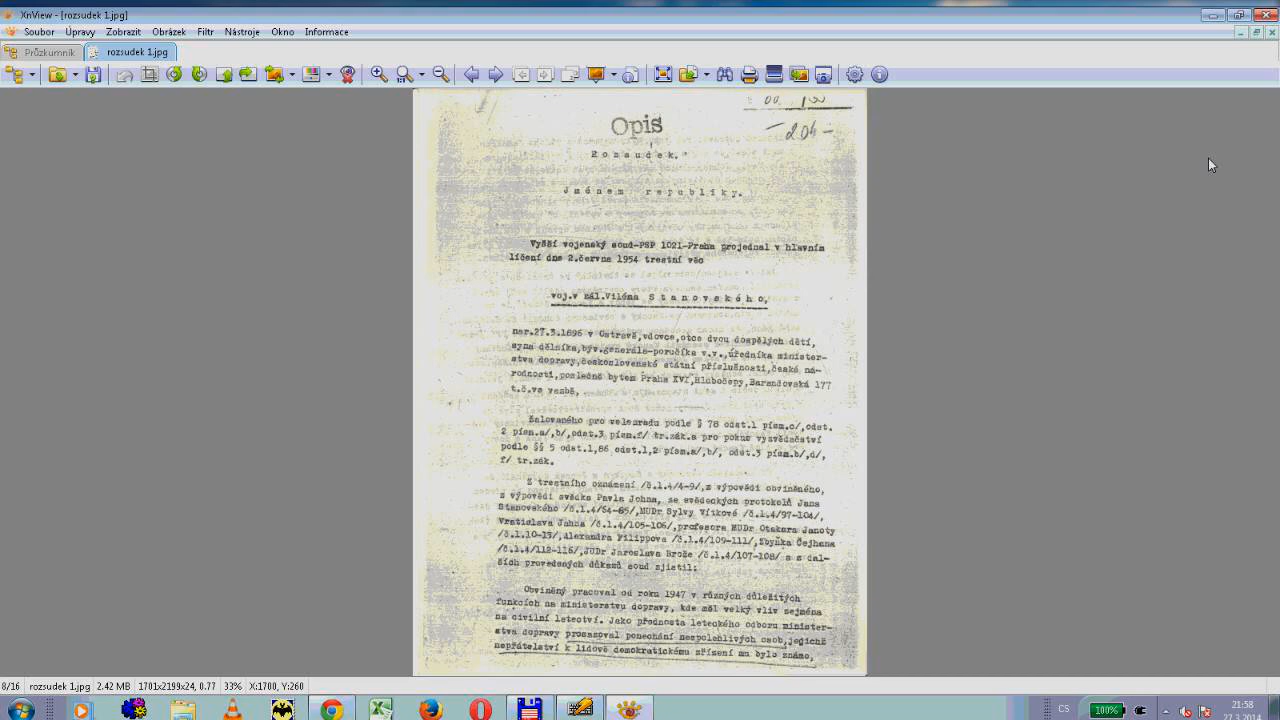 XnView - [rozsudek 1.jpg]
Soubor Úpravy Zobrazit Obrázek Filtr Nástroje Okno Informace
Průzkumník rozsudek 1.jpg
Opis
204
R o z s u d e k .
J m é n e m r e p u b l i k y .
Vyšší vojenský soud-PSP 1021-Praha projednal v hlavním
líčení dne 2.června 1954 trestní věc
voj.v zál.Viléma S t a n o v s k é h o,
nar.27.3.1896 v Ostravě,vdovce,otce dvou dospělých dětí,
syna dělníka,býv.generála-poručíka v.v.,úředníka minister-
stva dopravy,československé státní příslušnosti,české ná-
rodnosti,posledně bytem Praha XVI,Hlubočepy,Barandovská 177
t.č.ve vazbě,
žalovaného pro velezradu podle § 78 odst.1 písm.c/,odst.
2 písm.a/,b/,odst.3 písm.f/ tr.zák.a pro pokus vyzvědačství
podle §§ 5 odst.1,86 odst.1,2 písm.a/,b/, odst.3 písm.b/,d/,
f/ tr.zák.
Z trestního oznámení /č.l.4/4-9/,z výpovědi obviněného,
z výpovědi svědka Pavla Johna, ze svědeckých protokolů Jana
Stanovského /č.l.4/64-85/,MUDr Sylvy Vítkové /č.l.4/97-104/,
Vratislava Jahna /č.l.4/105-106/,profesora MUDr Otakara Janoty
/č.l.10-13/,Alexandra Filippova /č.l.4/109-111/,Zbyňka Čejhana
/č.l.4/112-116/,JUDr Jaroslava Brože /č.l.4/107-108/ a z dal-
ších provedených důkazů soud zjistil:
Obviněný pracoval od roku 1947 v různých důležitých
funkcích na ministerstvu dopravy, kde měl velký vliv zejména
na civilní letectví. Jako přednosta leteckého odboru minister-
stva dopravy prosazoval ponechání nespolehlivých osob,jejichž
nepřátelství k lidově demokratickému zřízení mu bylo známo,
8/16 rozsudek 1.jpg 2.42 MB 1701x2199x24, 0.77 33% X:1700, Y:260
CS 100% 21:58
27.3.2014